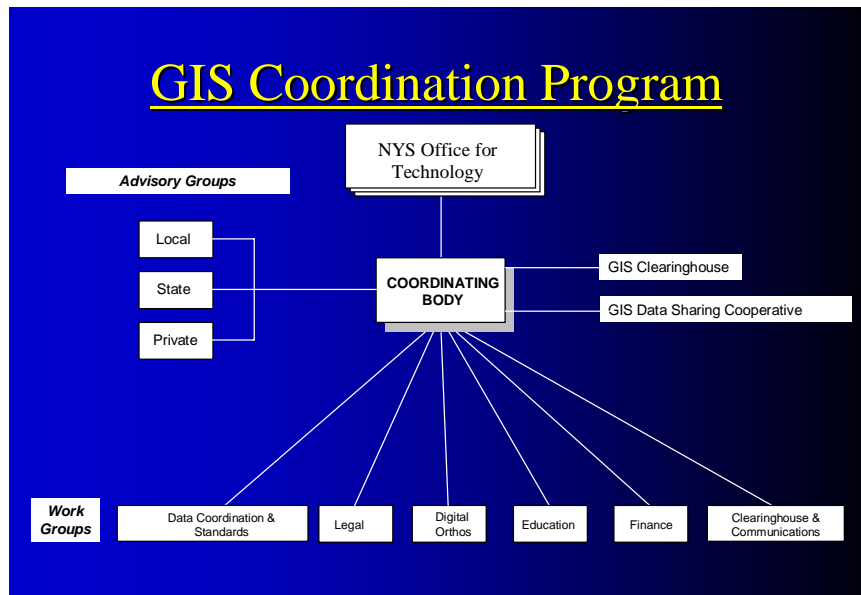 GIS Coordination Program
NYS Office for
Technology
Advisory Groups
Local
State
Private
COORDINATING
BODY
GIS Clearinghouse
GIS Data Sharing Cooperative
Work
Groups
Data Coordination &
Standards
Legal
Digital
Orthos
Education
Finance
Clearinghouse &
Communications